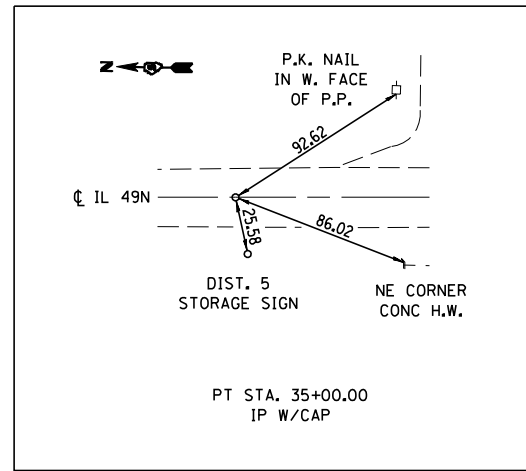 P.K. NAIL
IN W. FACE
OF P.P.
N
92.62
℄ IL 49N
25.58
86.02
DIST. 5
STORAGE SIGN
NE CORNER
CONC H.W.
PT STA. 35+00.00
IP W/CAP